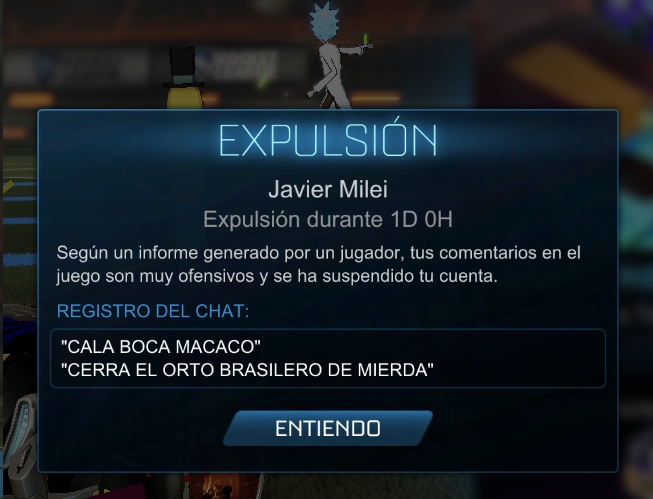 ROCKET
LEAGUE
EXPULSIÓN
Javier Milei
Expulsión durante 1D 0H
Según un informe generado por un jugador, tus comentarios en el
juego son muy ofensivos y se ha suspendido tu cuenta.
REGISTRO DEL CHAT:
"CALA BOCA MACACO"
"CERRA EL ORTO BRASILERO DE MIERDA"
ENTIENDO